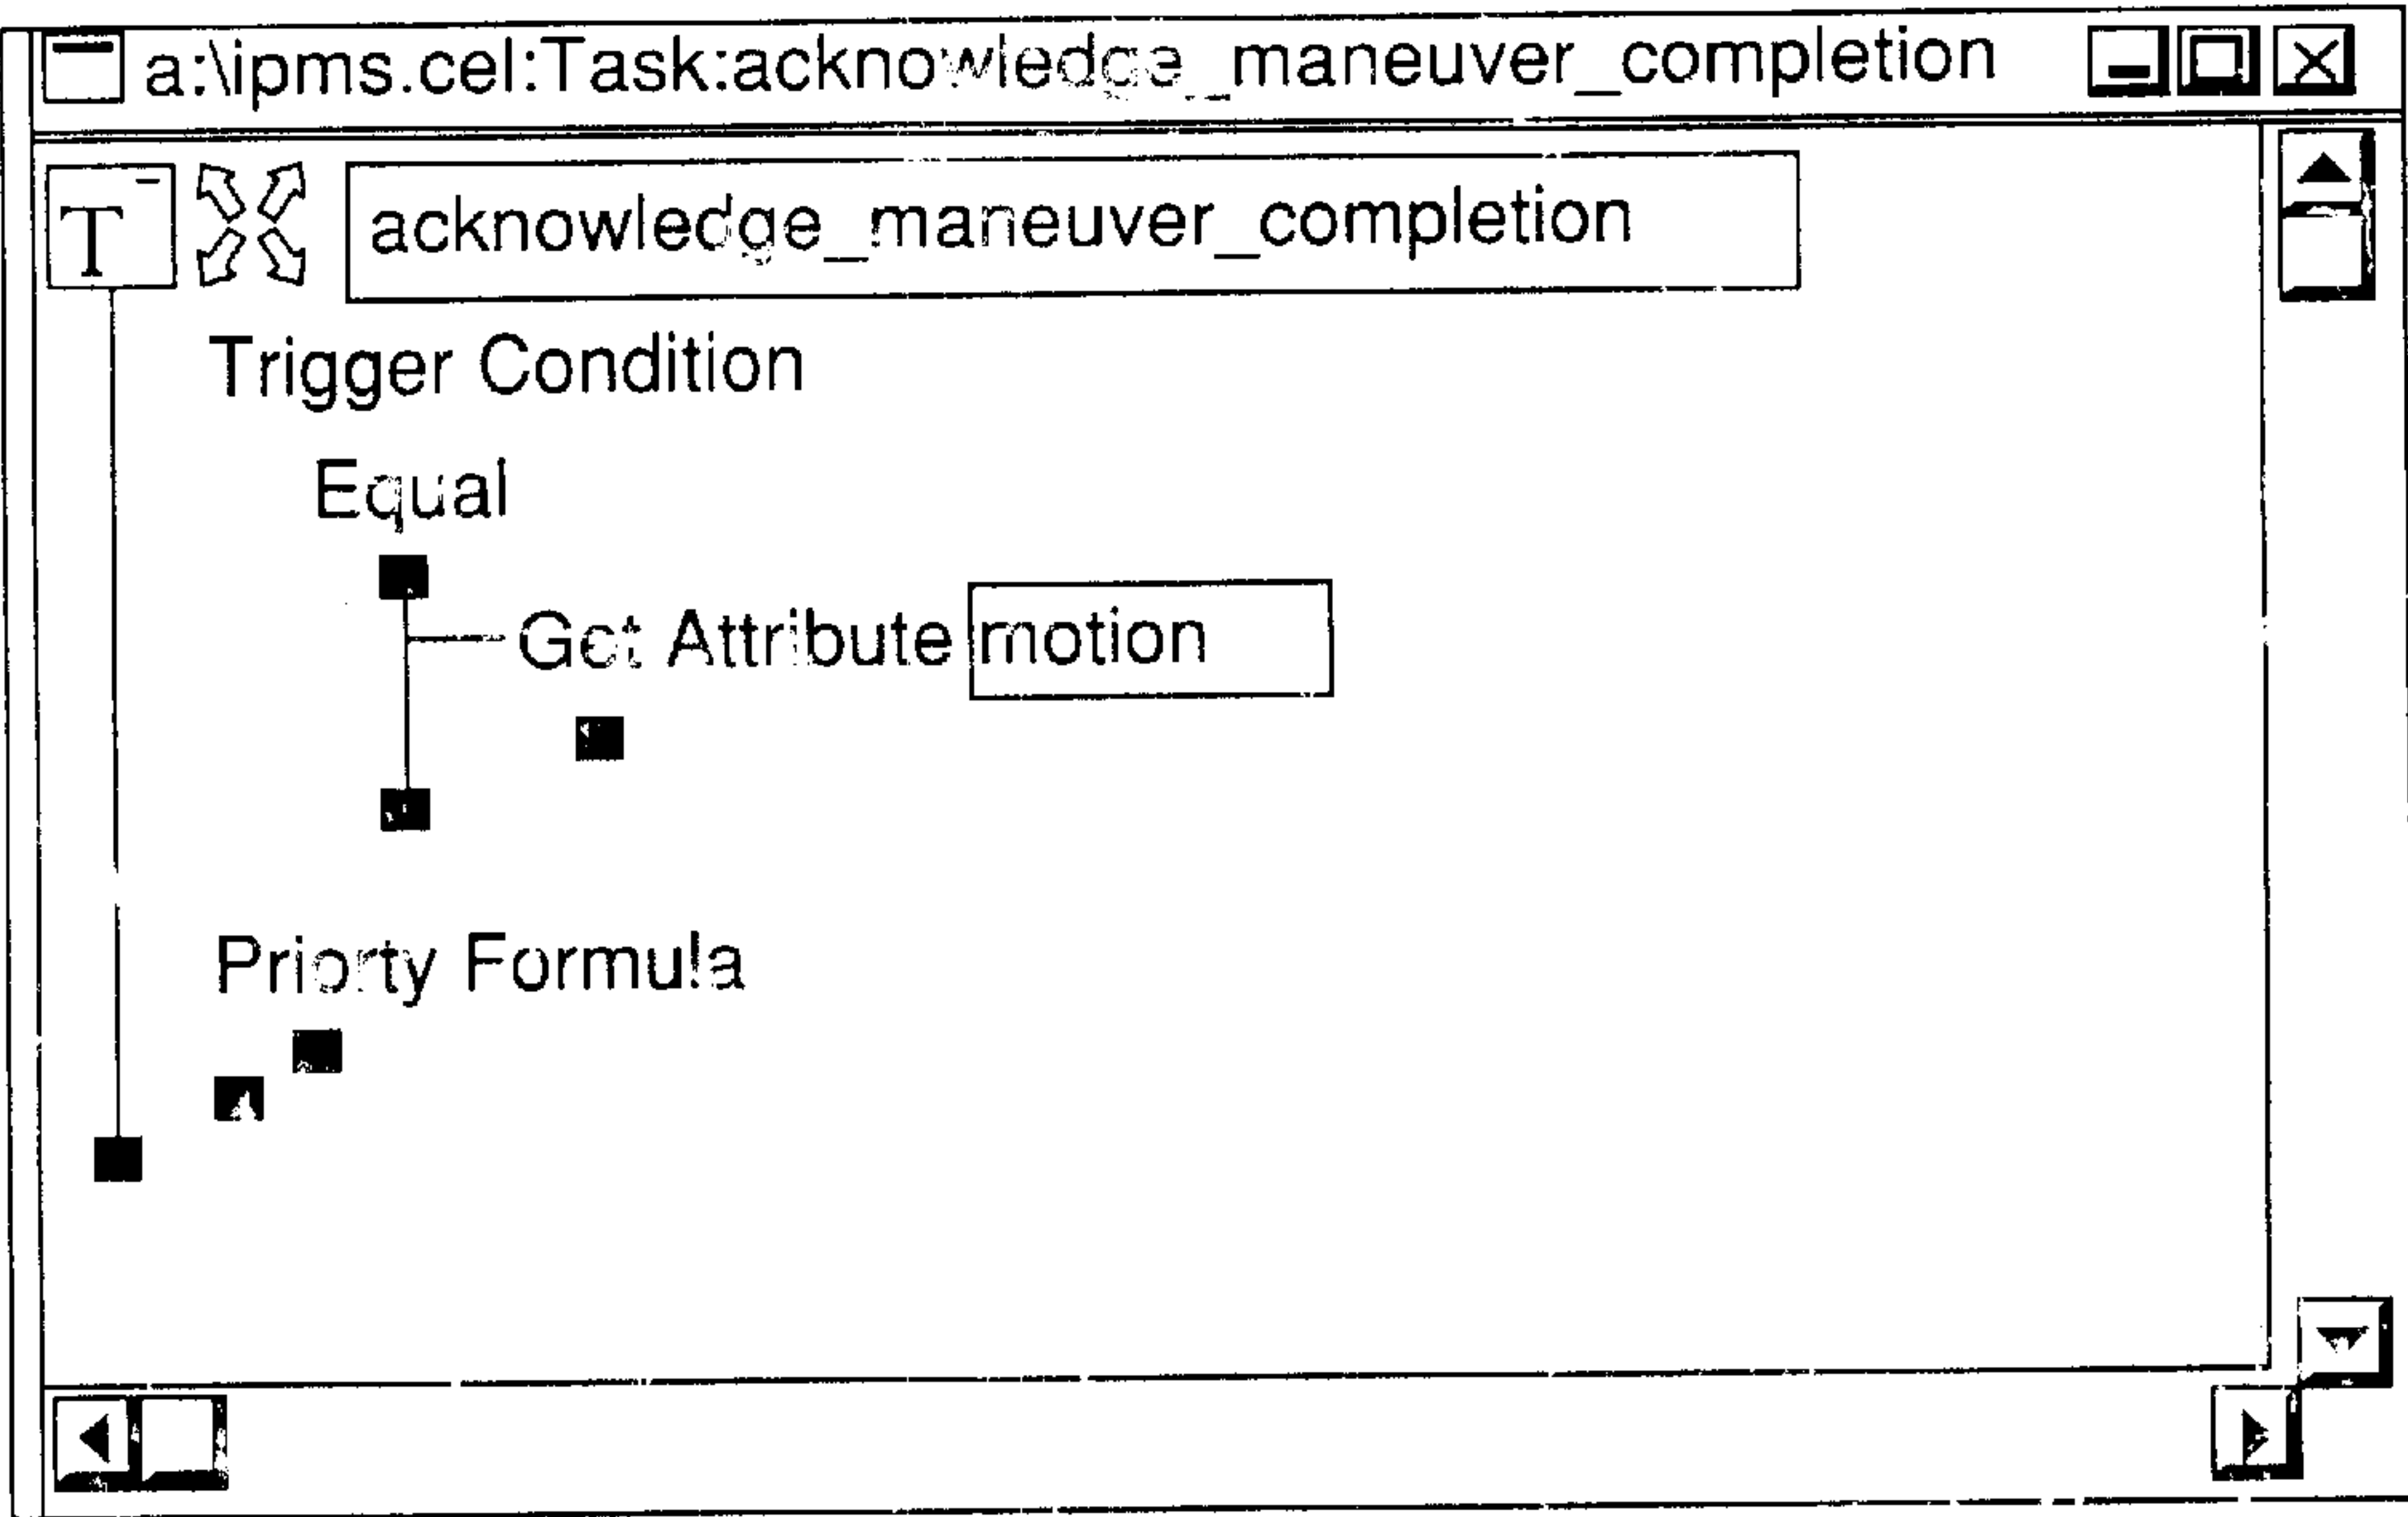 a:\ipms.cel:Task:acknowledge_maneuver_completion
T acknowledge_maneuver_completion
Trigger Condition
Equal
Get Attribute motion
Priorty Formula